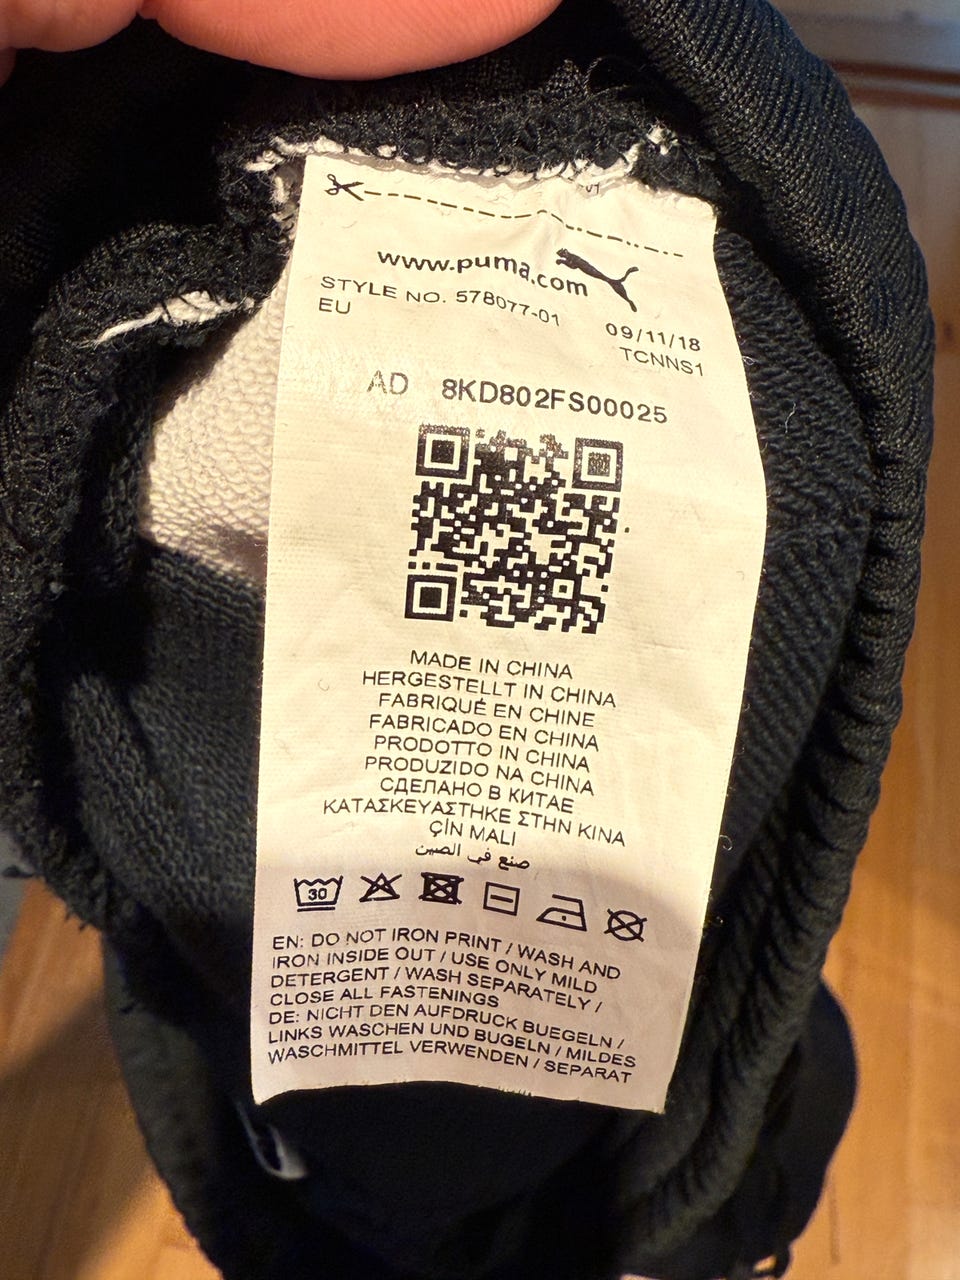 www.puma.com
STYLE NO. 578077-01
EU
09/11/18
TCNNS1
AD 8KD802FS00025
MADE IN CHINA
HERGESTELLT IN CHINA
FABRIQUÉ EN CHINE
FABRICADO EN CHINA
PRODOTTO IN CHINA
PRODUZIDO NA CHINA
СДЕЛАНО В КИТАЕ
ΚΑΤΑΣΚΕΥΑΣΤΗΚΕ ΣΤΗΝ ΚΙΝΑ
ÇİN MALI
صنع في الصين
30
EN: DO NOT IRON PRINT / WASH AND
IRON INSIDE OUT / USE ONLY MILD
DETERGENT / WASH SEPARATELY /
CLOSE ALL FASTENINGS
DE: NICHT DEN AUFDRUCK BUEGELN /
LINKS WASCHEN UND BUGELN / MILDES
WASCHMITTEL VERWENDEN / SEPARAT